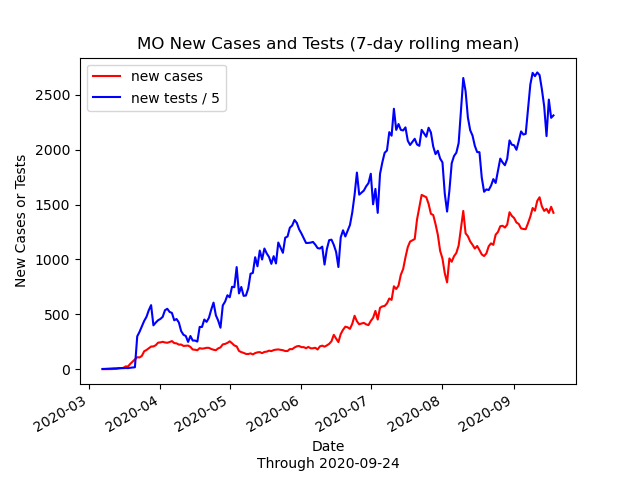 MO New Cases and Tests (7-day rolling mean)
new cases
new tests / 5
New Cases or Tests
2500
2000
1500
1000
500
0
2020-03
2020-04
2020-05
2020-06
2020-07
2020-08
2020-09
Date
Through 2020-09-24